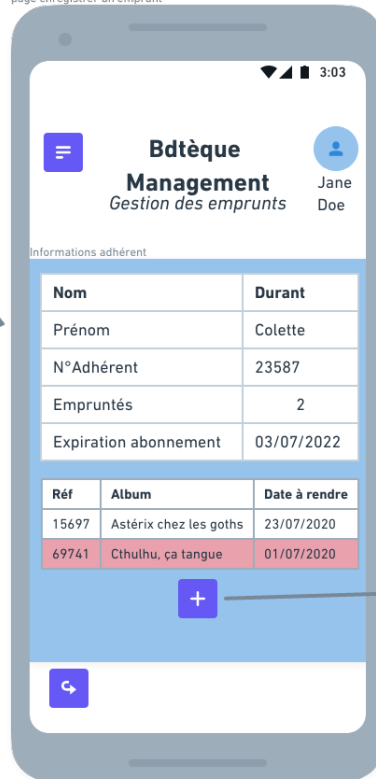 page enregistrer un emprunt
3:03
Bdtèque
Management
Gestion des emprunts
Jane
Doe
Informations adhérent
Nom Durant
Prénom Colette
N°Adhérent 23587
Empruntés 2
Expiration abonnement 03/07/2022
Réf Album Date à rendre
15697 Astérix chez les goths 23/07/2020
69741 Cthulhu, ça tangue 01/07/2020